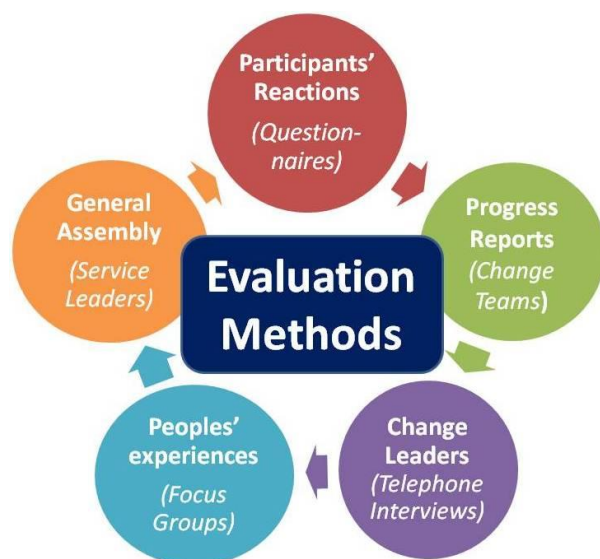 Participants’
Reactions
(Question-
naires)
Progress
Reports
(Change
Teams)
Change
Leaders
(Telephone
Interviews)
Peoples’
experiences
(Focus
Groups)
General
Assembly
(Service
Leaders)
Evaluation
Methods